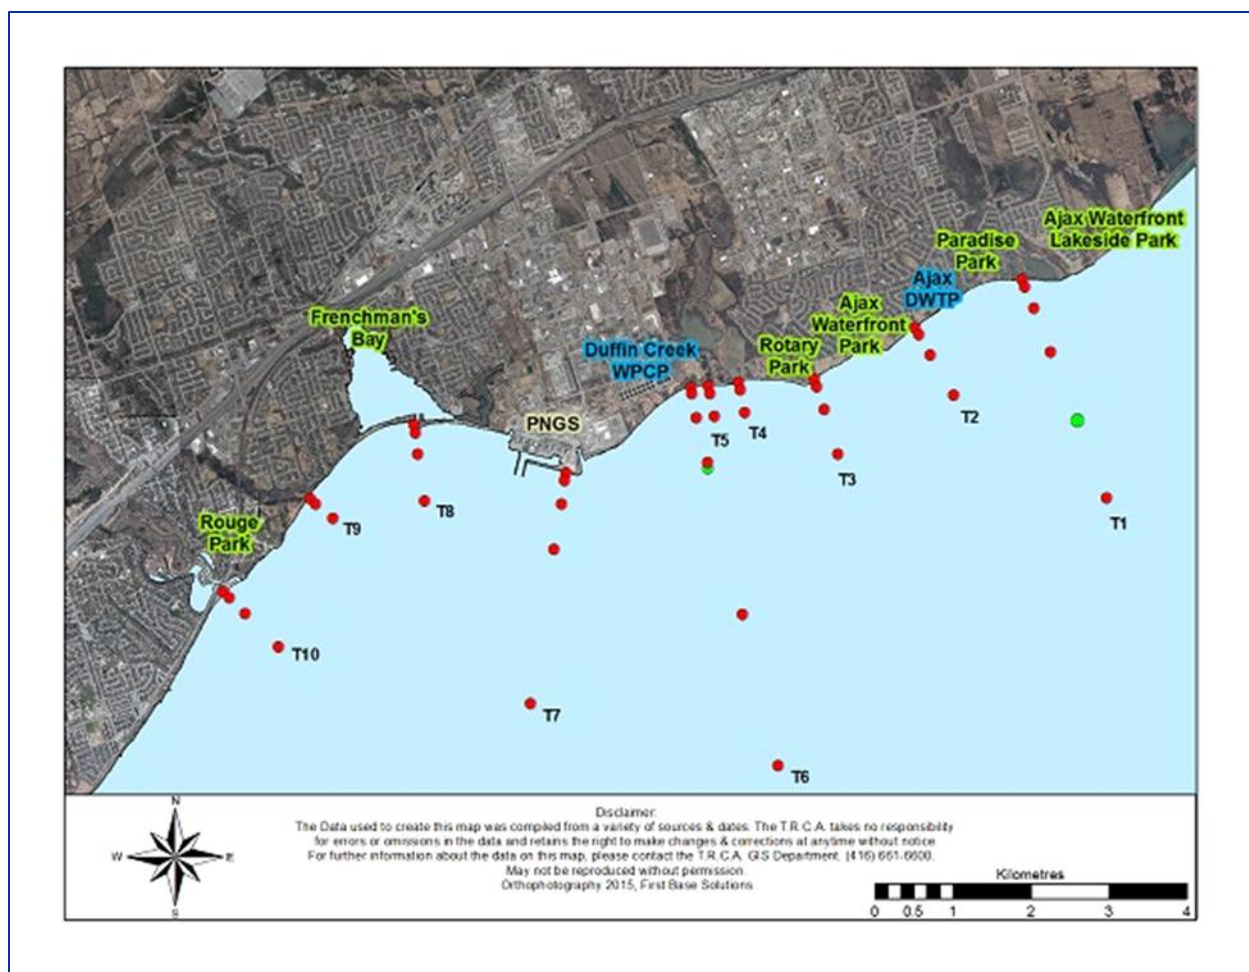 Ajax Waterfront
Lakeside Park
Paradise
Park
Ajax
DWTP
Ajax
Waterfront
Park
Rotary
Park
Frenchman's
Bay
Duffin Creek
WPCP
PNGS
T2
T5
T4
T3
T1
T8
T9
Rouge
Park
T10
T7
T6
N
W
E
S
Disclaimer:
The Data used to create this map was compiled from a variety of sources & dates. The T.R.C.A. takes no responsibility
for errors or omissions in the data and retains the right to make changes & corrections at anytime without notice
For further information about the data on this map, please contact the T.R.C.A. GIS Department. (416) 661-6600.
May not be reproduced without permission.
Orthophotography 2015, First Base Solutions
Kilometres
0 0.5 1 2 3 4